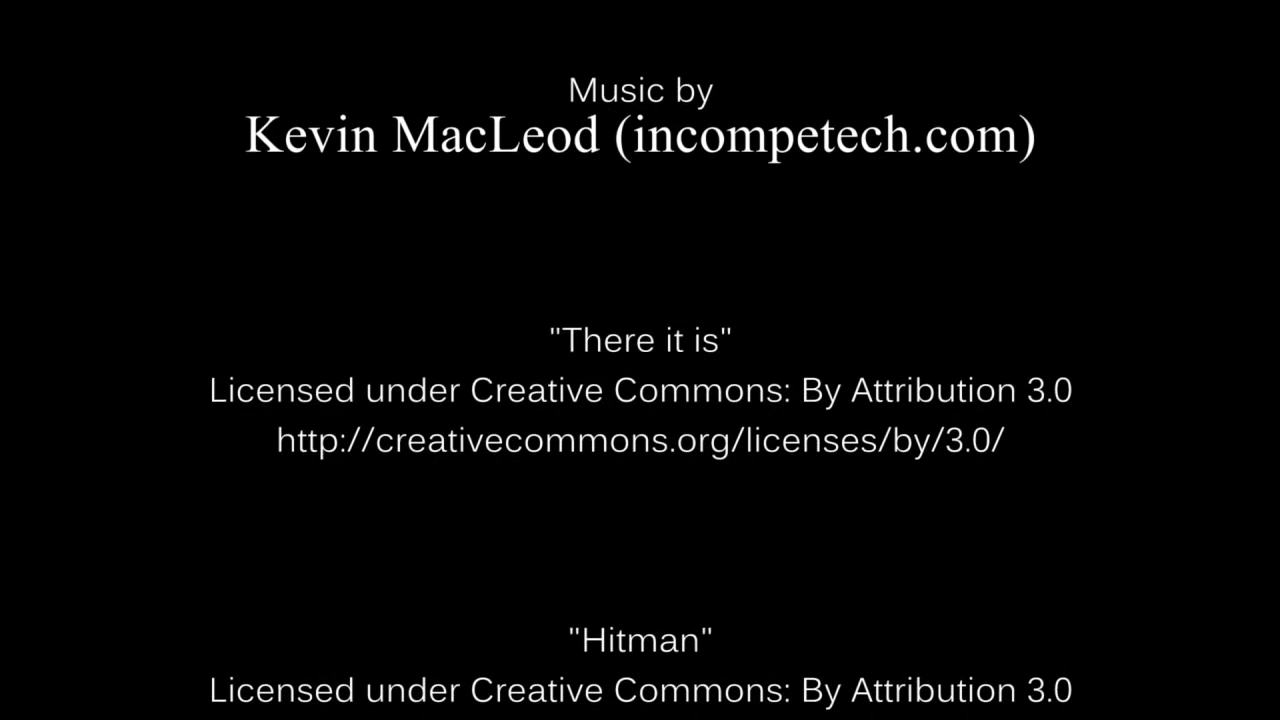 Music by
Kevin MacLeod (incompetech.com)
"There it is"
Licensed under Creative Commons: By Attribution 3.0
http://creativecommons.org/licenses/by/3.0/
"Hitman"
Licensed under Creative Commons: By Attribution 3.0